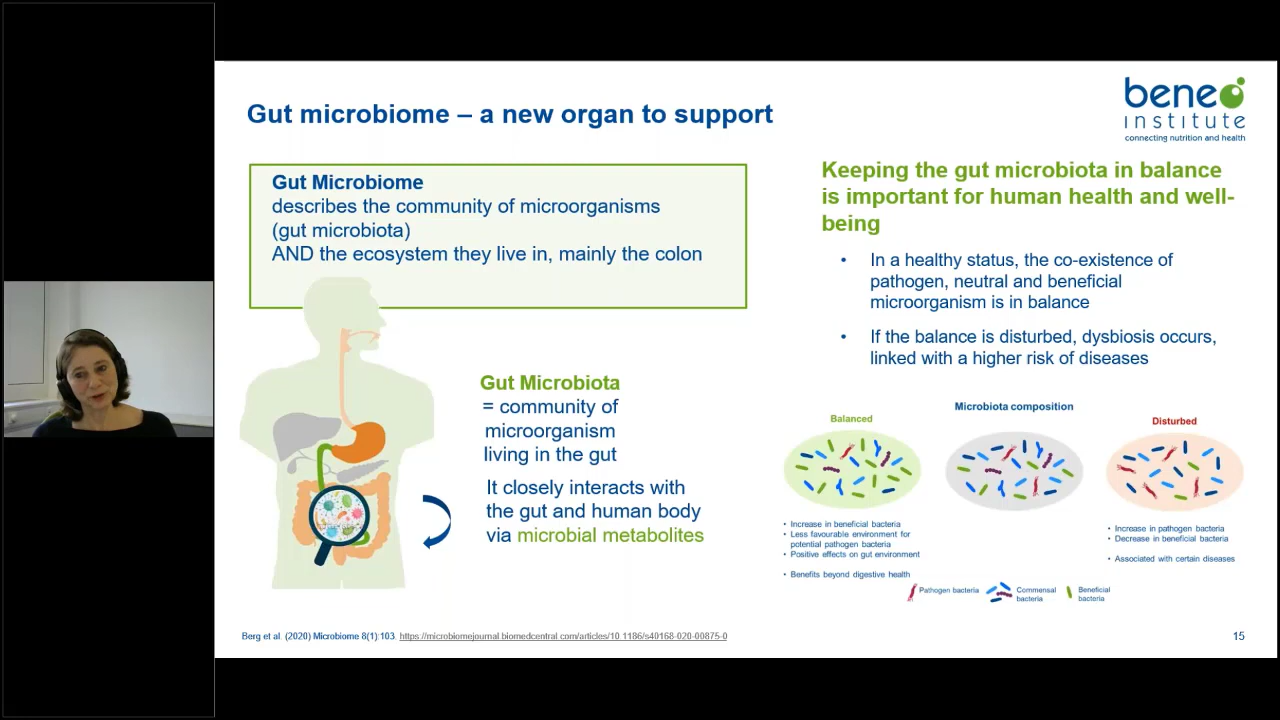 Gut microbiome – a new organ to support
beneo
institute
connecting nutrition and health
Gut Microbiome
describes the community of microorganisms
(gut microbiota)
AND the ecosystem they live in, mainly the colon
Gut Microbiota
= community of
microorganism
living in the gut
It closely interacts with
the gut and human body
via microbial metabolites
Keeping the gut microbiota in balance
is important for human health and well-
being
• In a healthy status, the co-existence of
pathogen, neutral and beneficial
microorganism is in balance
• If the balance is disturbed, dysbiosis occurs,
linked with a higher risk of diseases
Microbiota composition
Balanced
Disturbed
• Increase in beneficial bacteria
• Less favourable environment for
potential pathogen bacteria
• Positive effects on gut environment
• Benefits beyond digestive health
• Increase in pathogen bacteria
• Decrease in beneficial bacteria
• Associated with certain diseases
Pathogen bacteria
Commensal
bacteria
Beneficial
bacteria
Berg et al. (2020) Microbiome 8(1):103. https://microbiomejournal.biomedcentral.com/articles/10.1186/s40168-020-00875-0
15